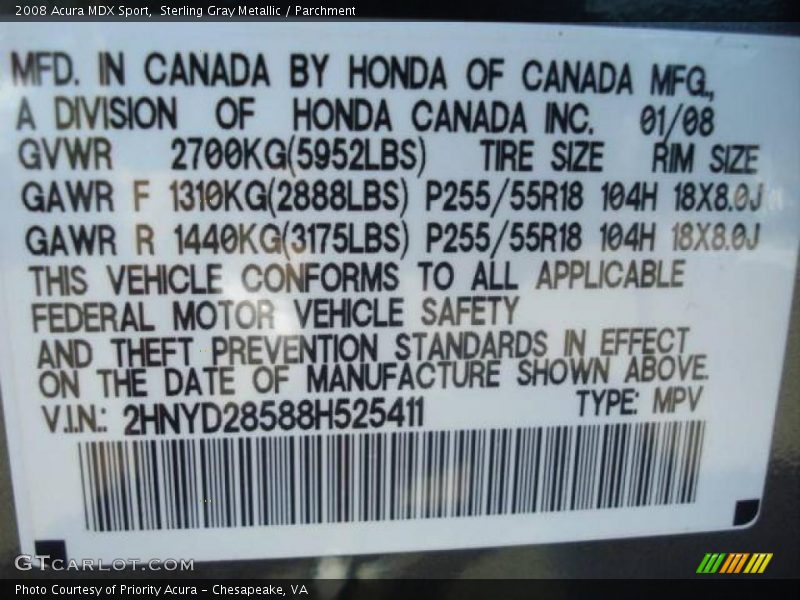 2008 Acura MDX Sport,  Sterling Gray Metallic / Parchment
MFD. IN CANADA BY HONDA OF CANADA MFG.,
A DIVISION OF HONDA CANADA INC. 01/08
GVWR 2700KG(5952LBS) TIRE SIZE RIM SIZE
GAWR F 1310KG(2888LBS) P255/55R18 104H 18X8.0J
GAWR R 1440KG(3175LBS) P255/55R18 104H 18X8.0J
THIS VEHICLE CONFORMS TO ALL APPLICABLE
FEDERAL MOTOR VEHICLE SAFETY
AND THEFT PREVENTION STANDARDS IN EFFECT
ON THE DATE OF MANUFACTURE SHOWN ABOVE.
V.I.N.: 2HNYD28588H525411 TYPE: MPV
GTCARLOT.COM
Photo Courtesy of Priority Acura - Chesapeake, VA